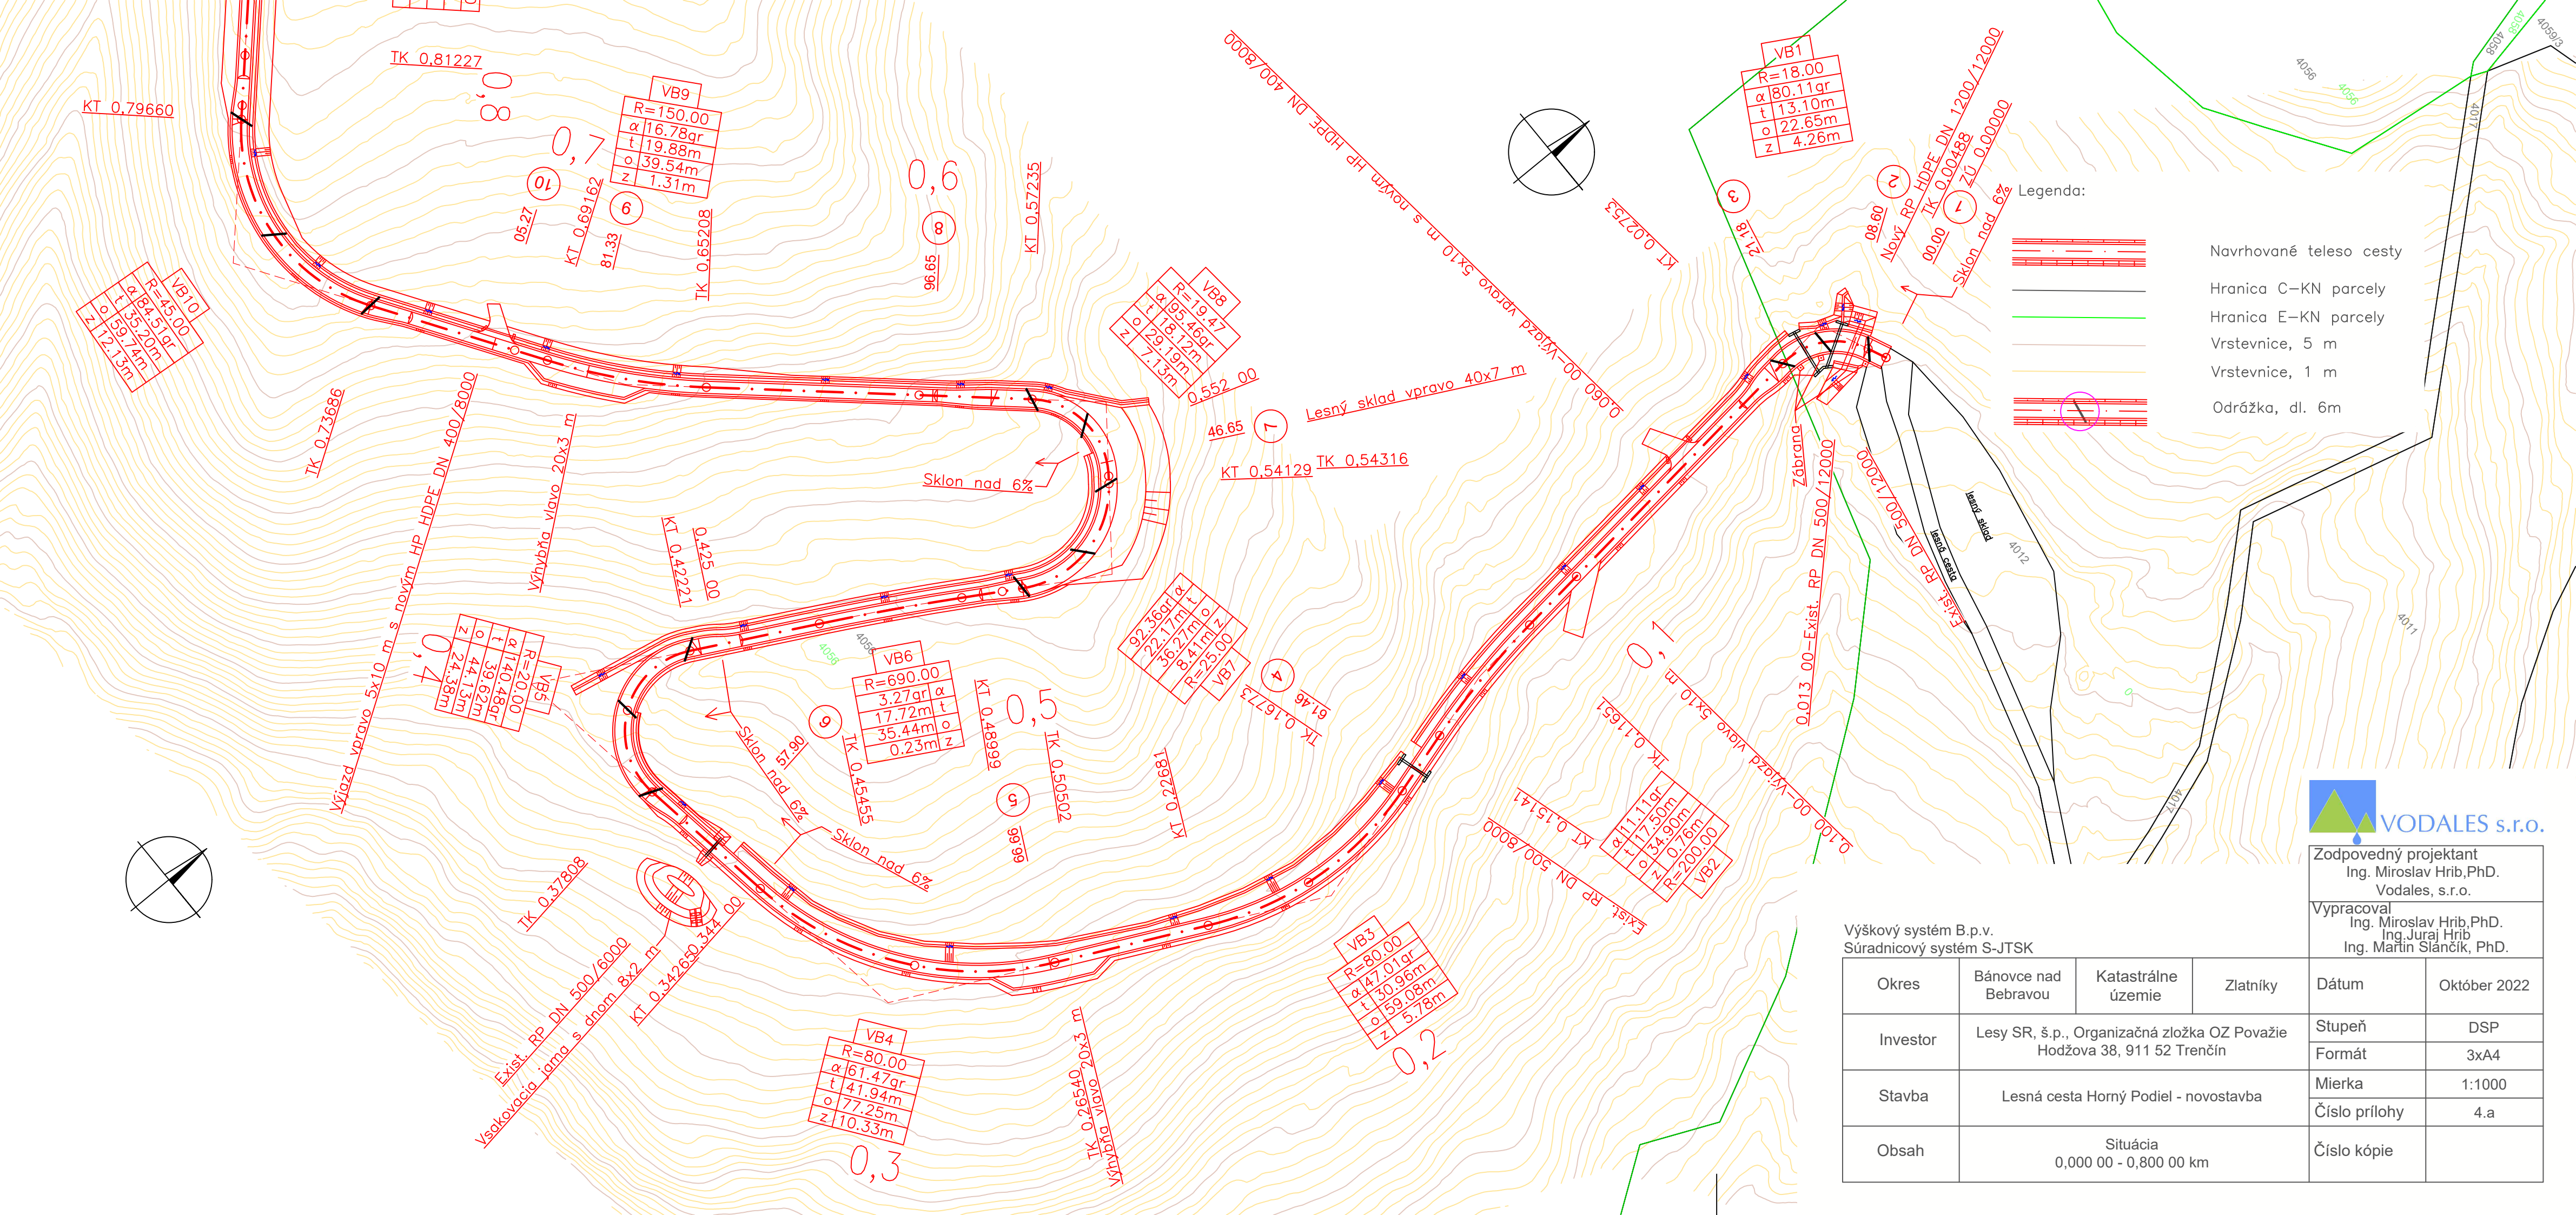 TK 0,81227
KT 0,79660
0,8
0,7
VB9
R=150.00
α 16.78gr
t 19.88m
o 39.54m
z 1.31m
10
05.27
KT 0,69162
9
81.33
TK 0,65208
0,6
8
96.65
KT 0,57235
VB10
R=45.00
α 84.51gr
t 35.20m
o 59.74m
z 12.13m
TK 0,73686
Výjazd vpravo 5x10 m s novým HP HDPE DN 400/8000
Výhybňa vľavo 20x3 m
VB8
R=19.47
α 95.46gr
t 18.12m
o 29.19m
z 7.13m
0,552 00
46.65
7
Lesný sklad vpravo 40x7 m
KT 0,54129
TK 0,54316
Sklon nad 6%
0,060 00-Výjazd vpravo 5x10 m s novým HP HDPE DN 400/8000
KT 0,02753
VB1
R=18.00
α 80.11gr
t 13.10m
o 22.65m
z 4.26m
3
21.18
2
08.60
Nový RP HDPE DN 1200/12000
TK 0,00488
1
ZÚ 0,00000
00.00
Sklon nad 6%
4056
4056
4058
4058
4059/3
4017
Legenda:
Navrhované teleso cesty
Hranica C-KN parcely
Hranica E-KN parcely
Vrstevnice, 5 m
Vrstevnice, 1 m
Odrážka, dl. 6m
Zábrana
0,013 00-Exist. RP DN 500/12000
Exist. RP DN 500/12000
lesný sklad
lesná cesta
4012
4011
4017
0
KT 0,42221
0,425 00
0,4
VB5
R=20.00
α 140.48gr
t 39.62m
o 44.13m
z 24.38m
4056
4056
VB6
R=690.00
3.27gr α
17.72m t
35.44m o
0.23m z
KT 0,48999
0,5
TK 0,50502
TK 0,45455
6
57.90
Sklon nad 6%
Sklon nad 6%
5
99.99
92.36gr α
22.17m t
36.27m o
8.41m z
R=25.00
VB7
4
61.46
TK 0,16773
KT 0,22681
0,1
0,100 00-Výjazd vľavo 5x10 m
TK 0,11651
KT 0,15141
Exist. RP DN 500/8000
α 11.11gr
t 17.50m
o 34.90m
z 0.76m
R=200.00
VB2
TK 0,37808
Exist. RP DN 500/6000
Vsakovacia jama s dnom 8x2 m
KT 0,34265
0,344 00
VB4
R=80.00
α 61.47gr
t 41.94m
o 77.25m
z 10.33m
0,3
TK 0,26540
Výhybňa vľavo 20x3 m
VB3
R=80.00
α 47.01gr
t 30.96m
o 59.08m
z 5.78m
0,2
VODALES s.r.o.
Zodpovedný projektant
Ing. Miroslav Hrib,PhD.
Vodales, s.r.o.
Vypracoval
Ing. Miroslav Hrib,PhD.
Ing.Juraj Hrib
Ing. Martin Slančík, PhD.
Výškový systém B.p.v.
Súradnicový systém S-JTSK
Okres
Bánovce nad Bebravou
Katastrálne územie
Zlatníky
Dátum
Október 2022
Investor
Lesy SR, š.p., Organizačná zložka OZ Považie
Hodžova 38, 911 52 Trenčín
Stupeň
DSP
Formát
3xA4
Stavba
Lesná cesta Horný Podiel - novostavba
Mierka
1:1000
Číslo prílohy
4.a
Obsah
Situácia
0,000 00 - 0,800 00 km
Číslo kópie